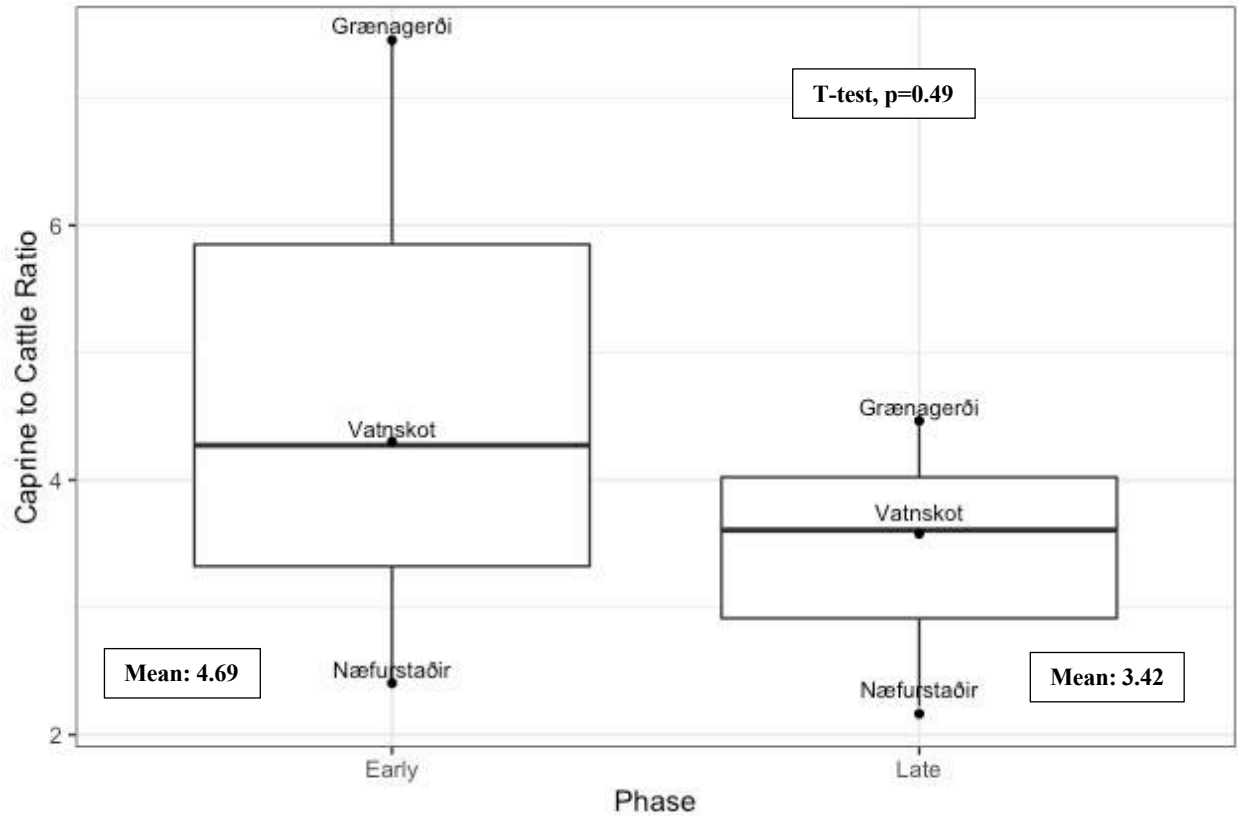 Grænagerði
T-test, p=0.49
6
Caprine to Cattle Ratio
Grænagerði
Vatnskot
4
Vatnskot
Næfurstaðir
Mean: 4.69
Mean: 3.42
Næfurstaðir
2
Early
Late
Phase